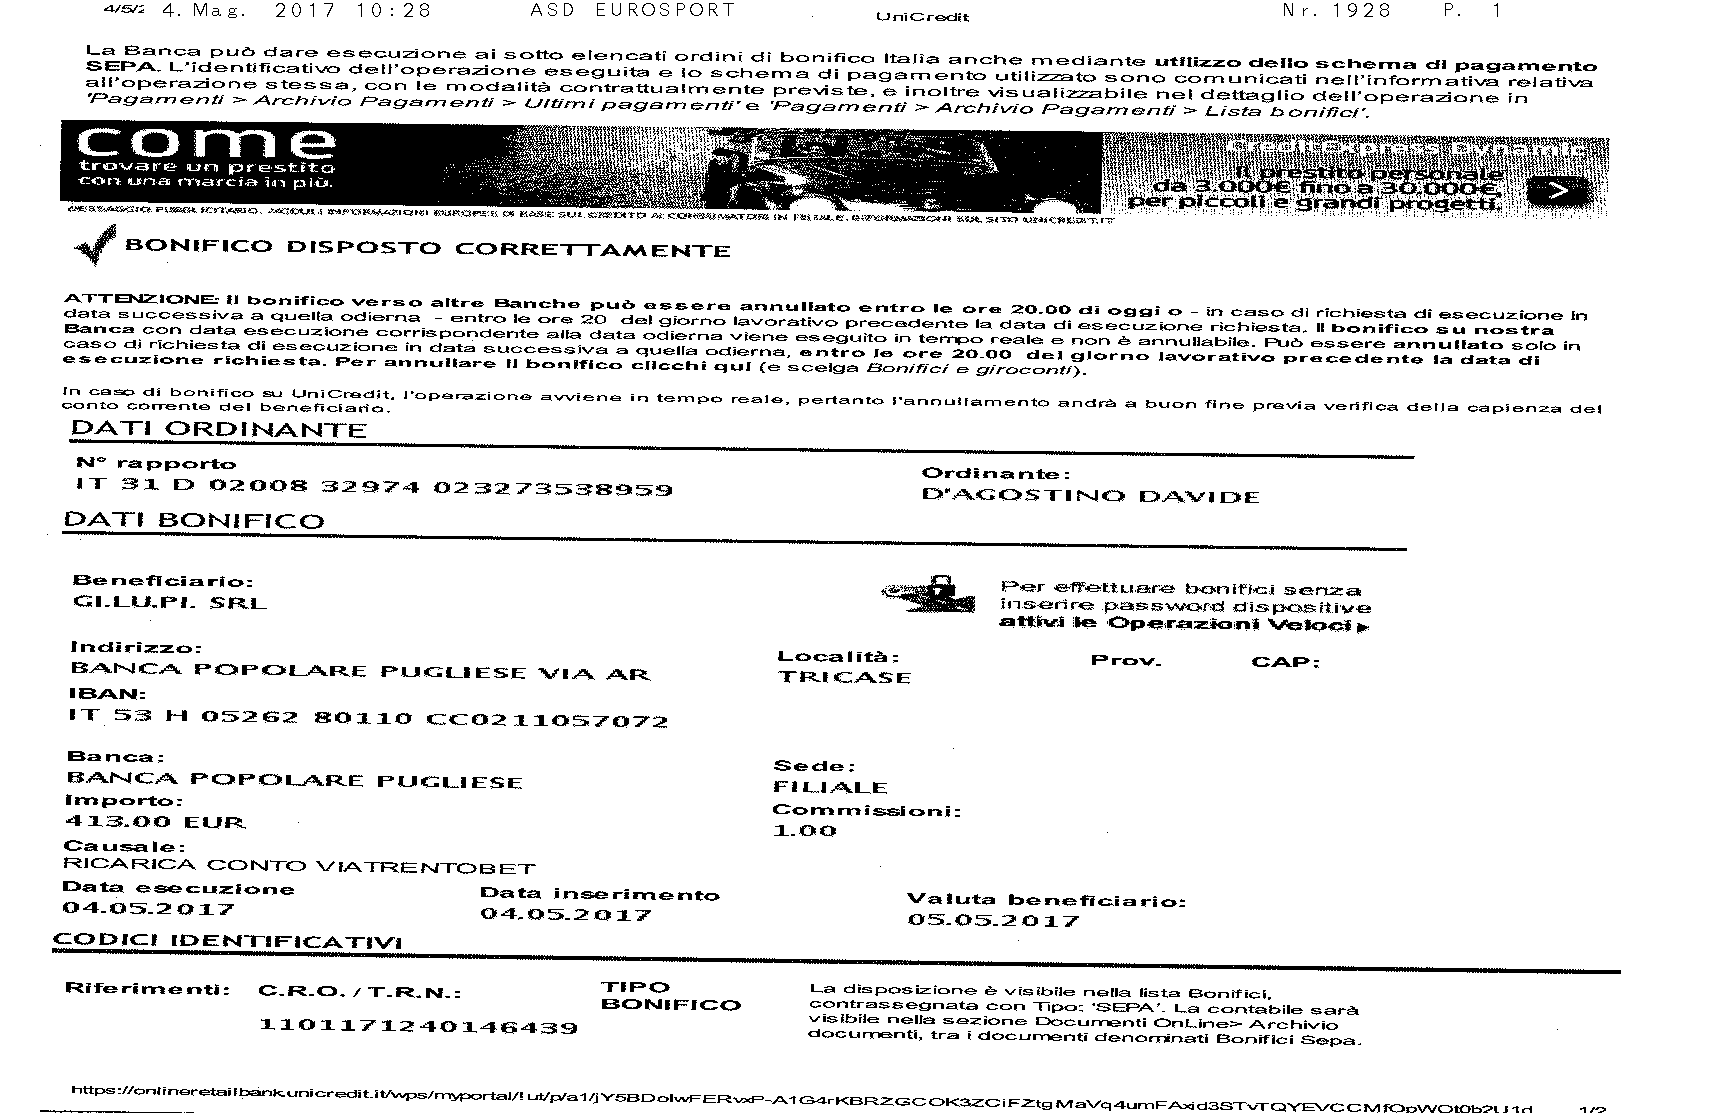 4/5/2 4. Mag. 2017 10:28 ASD EUROSPORT UniCredit Nr. 1928 P. 1
La Banca può dare esecuzione ai sotto elencati ordini di bonifico Italia anche mediante utilizzo dello schema di pagamento
SEPA. L'identificativo dell'operazione eseguita e lo schema di pagamento utilizzato sono comunicati nell'informativa relativa
all'operazione stessa, con le modalità contrattualmente previste, e inoltre visualizzabile nel dettaglio dell'operazione in
'Pagamenti > Archivio Pagamenti > Ultimi pagamenti' e 'Pagamenti > Archivio Pagamenti > Lista bonifici'.
come
trovare un prestito
con una marcia in più.
CreditExpress Dynamic
Il prestito personale
da 3.000€ fino a 30.000€,
per piccoli e grandi progetti.
>
MESSAGGIO PUBBLICITARIO. MODULI INFORMAZIONI EUROPEE DI BASE SUL CREDITO AI CONSUMATORI IN FILIALE. INFORMAZIONI SUL SITO UNICREDIT.IT
BONIFICO DISPOSTO CORRETTAMENTE
ATTENZIONE: Il bonifico verso altre Banche può essere annullato entro le ore 20.00 di oggi o - in caso di richiesta di esecuzione in
data successiva a quella odierna - entro le ore 20 del giorno lavorativo precedente la data di esecuzione richiesta. Il bonifico su nostra
Banca con data esecuzione corrispondente alla data odierna viene eseguito in tempo reale e non è annullabile. Può essere annullato solo in
caso di richiesta di esecuzione in data successiva a quella odierna, entro le ore 20.00 del giorno lavorativo precedente la data di
esecuzione richiesta. Per annullare il bonifico clicchi qui (e scelga Bonifici e giroconti).
In caso di bonifico su UniCredit, l'operazione avviene in tempo reale, pertanto l'annullamento andrà a buon fine previa verifica della capienza del
conto corrente del beneficiario.
DATI ORDINANTE
N° rapporto Ordinante:
IT 31 D 02008 32974 023273538959 D'AGOSTINO DAVIDE
DATI BONIFICO
Beneficiario:
GI.LU.PI. SRL
Per effettuare bonifici senza
inserire password dispositive
attivi le Operazioni Veloci
Indirizzo: Località: Prov. CAP:
BANCA POPOLARE PUGLIESE VIA AR TRICASE
IBAN:
IT 53 H 05262 80110 CC0211057072
Banca: Sede:
BANCA POPOLARE PUGLIESE FILIALE
Importo: Commissioni:
413.00 EUR 1.00
Causale:
RICARICA CONTO VIATRENTOBET
Data esecuzione Data inserimento Valuta beneficiario:
04.05.2017 04.05.2017 05.05.2017
CODICI IDENTIFICATIVI
Riferimenti: C.R.O./T.R.N.:
1101171240146439
TIPO
BONIFICO
La disposizione è visibile nella lista Bonifici,
contrassegnata con Tipo: 'SEPA'. La contabile sarà
visibile nella sezione Documenti OnLine> Archivio
documenti, tra i documenti denominati Bonifici Sepa.
1/2